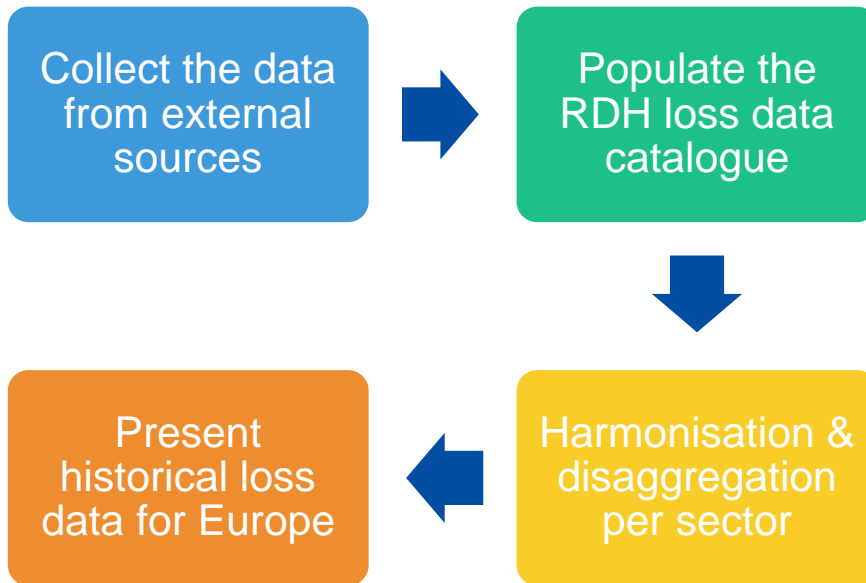 Collect the data
from external
sources
Populate the
RDH loss data
catalogue
Harmonisation &
disaggregation
per sector
Present
historical loss
data for Europe